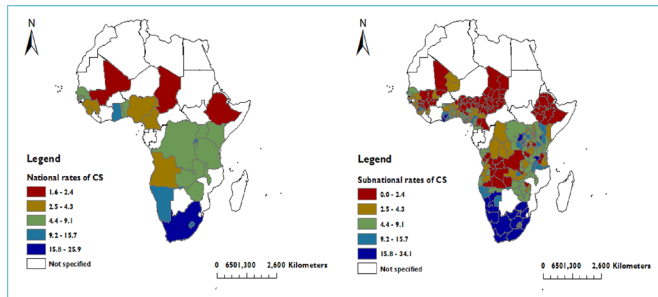 N
Legend
National rates of CS
1.6 - 2.4
2.5 - 4.3
4.4 - 9.1
9.2 - 15.7
15.8 - 25.9
Not specified
0 6501,300 2,600 Kilometers
N
Legend
Subnational rates of CS
0.0 - 2.4
2.5 - 4.3
4.4 - 9.1
9.2 - 15.7
15.8 - 34.1
Not specified
0 6501,300 2,600 Kilometers